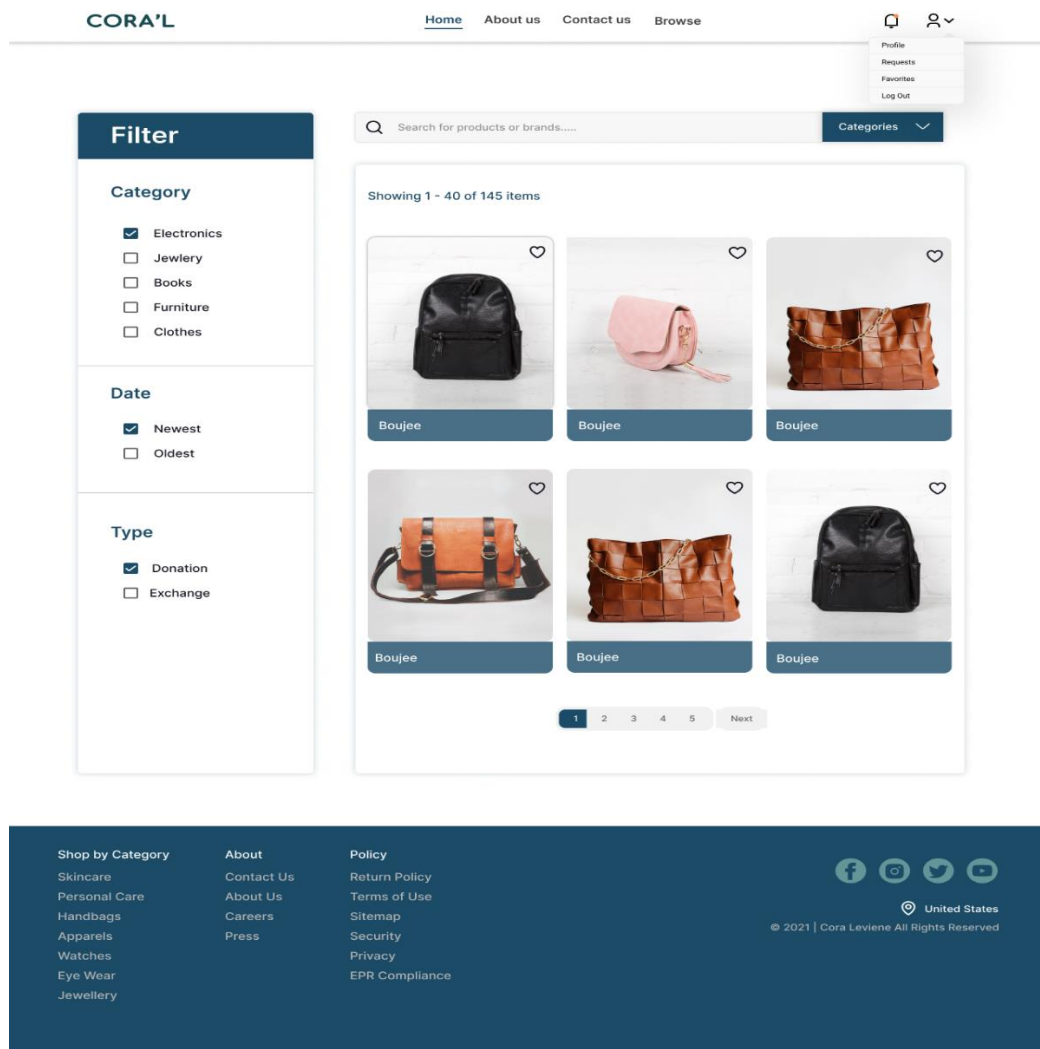 CORA'L
Home About us Contact us Browse
Profile
Requests
Favorites
Log Out
Filter
Category
Electronics
Jewlery
Books
Furniture
Clothes
Date
Newest
Oldest
Type
Donation
Exchange
Search for products or brands.....
Categories
Showing 1 - 40 of 145 items
Boujee
Boujee
Boujee
Boujee
Boujee
Boujee
1 2 3 4 5 Next
Shop by Category
Skincare
Personal Care
Handbags
Apparels
Watches
Eye Wear
Jewellery
About
Contact Us
About Us
Careers
Press
Policy
Return Policy
Terms of Use
Sitemap
Security
Privacy
EPR Compliance
United States
© 2021 | Cora Leviene All Rights Reserved